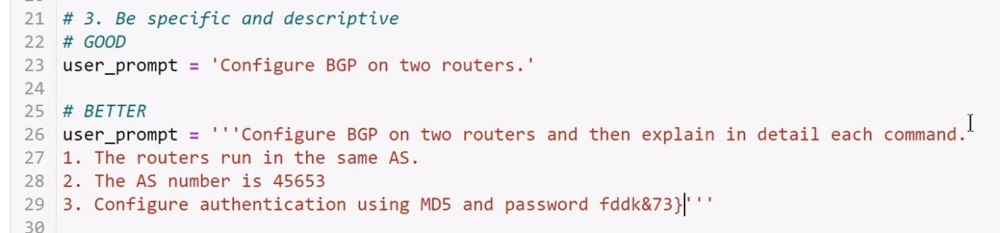 21 # 3. Be specific and descriptive
22 # GOOD
23 user_prompt = 'Configure BGP on two routers.'
24
25 # BETTER
26 user_prompt = '''Configure BGP on two routers and then explain in detail each command.
27 1. The routers run in the same AS.
28 2. The AS number is 45653
29 3. Configure authentication using MD5 and password fddk&73}'''
30